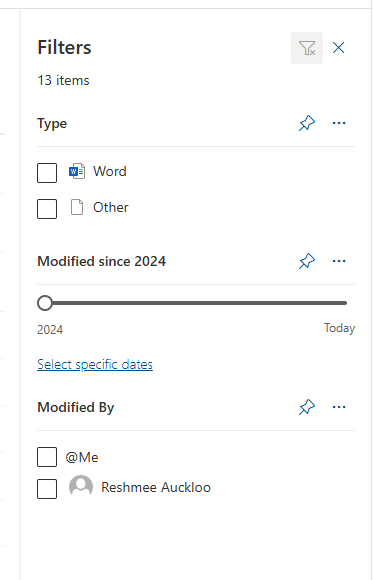 Filters
13 items
Type
Word
Other
Modified since 2024
2024 Today
Select specific dates
Modified By
@Me
Reshmee Auckloo